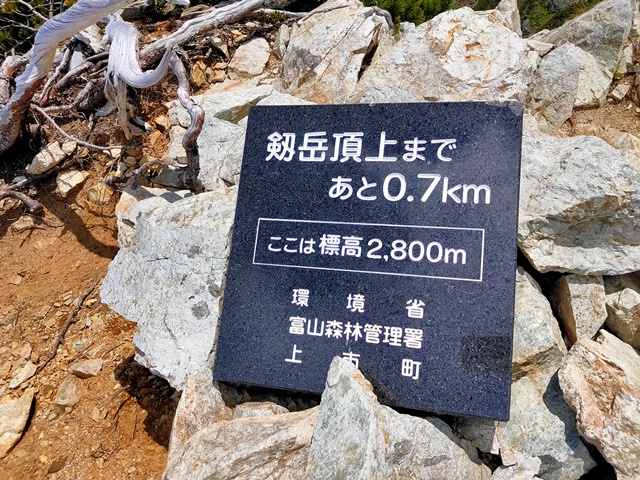 剱岳頂上まで
あと0.7km
ここは標高2,800m
環境省
富山森林管理署
上市町